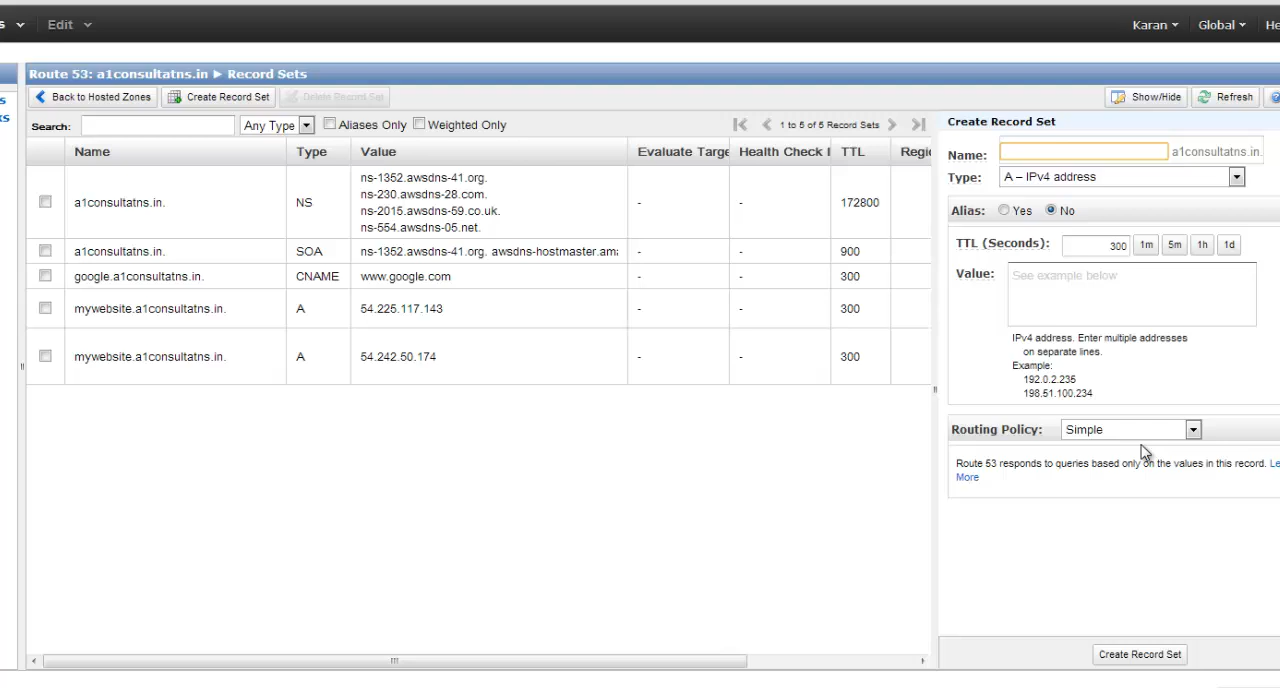 s Edit Karan Global He
Route 53: a1consultatns.in ▶ Record Sets
Back to Hosted Zones Create Record Set Delete Record Set Show/Hide Refresh
s
ks
Search: Any Type Aliases Only Weighted Only 1 to 5 of 5 Record Sets
Name Type Value Evaluate Targe Health Check I TTL Regi
a1consultatns.in. NS ns-1352.awsdns-41.org. - - 172800
ns-230.awsdns-28.com.
ns-2015.awsdns-59.co.uk.
ns-554.awsdns-05.net.
a1consultatns.in. SOA ns-1352.awsdns-41.org. awsdns-hostmaster.ama - - 900
google.a1consultatns.in. CNAME www.google.com - - 300
mywebsite.a1consultatns.in. A 54.225.117.143 - - 300
mywebsite.a1consultatns.in. A 54.242.50.174 - - 300
Create Record Set
Name: a1consultatns.in.
Type: A – IPv4 address
Alias: Yes No
TTL (Seconds): 300 1m 5m 1h 1d
Value: See example below
IPv4 address. Enter multiple addresses
on separate lines.
Example:
192.0.2.235
198.51.100.234
Routing Policy: Simple
Route 53 responds to queries based only on the values in this record. Le
More
Create Record Set